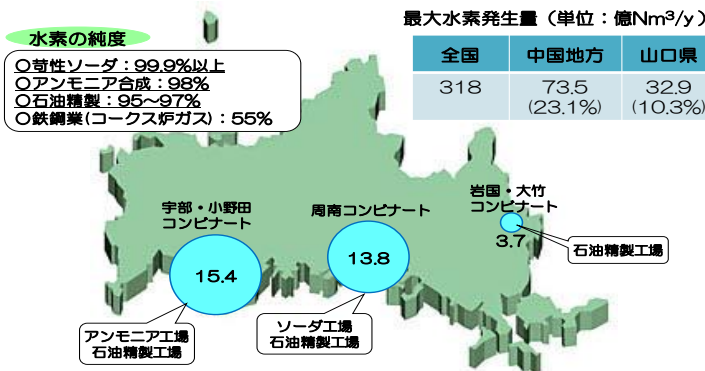 水素の純度
〇苛性ソーダ：99.9%以上
〇アンモニア合成：98%
〇石油精製：95～97%
〇鉄鋼業(コークス炉ガス)：55%
最大水素発生量（単位：億Nm³/y）
全国 中国地方 山口県
318 73.5 32.9
(23.1%) (10.3%)
宇部・小野田
コンビナート
15.4
アンモニア工場
石油精製工場
周南コンビナート
13.8
ソーダ工場
石油精製工場
岩国・大竹
コンビナート
3.7
石油精製工場